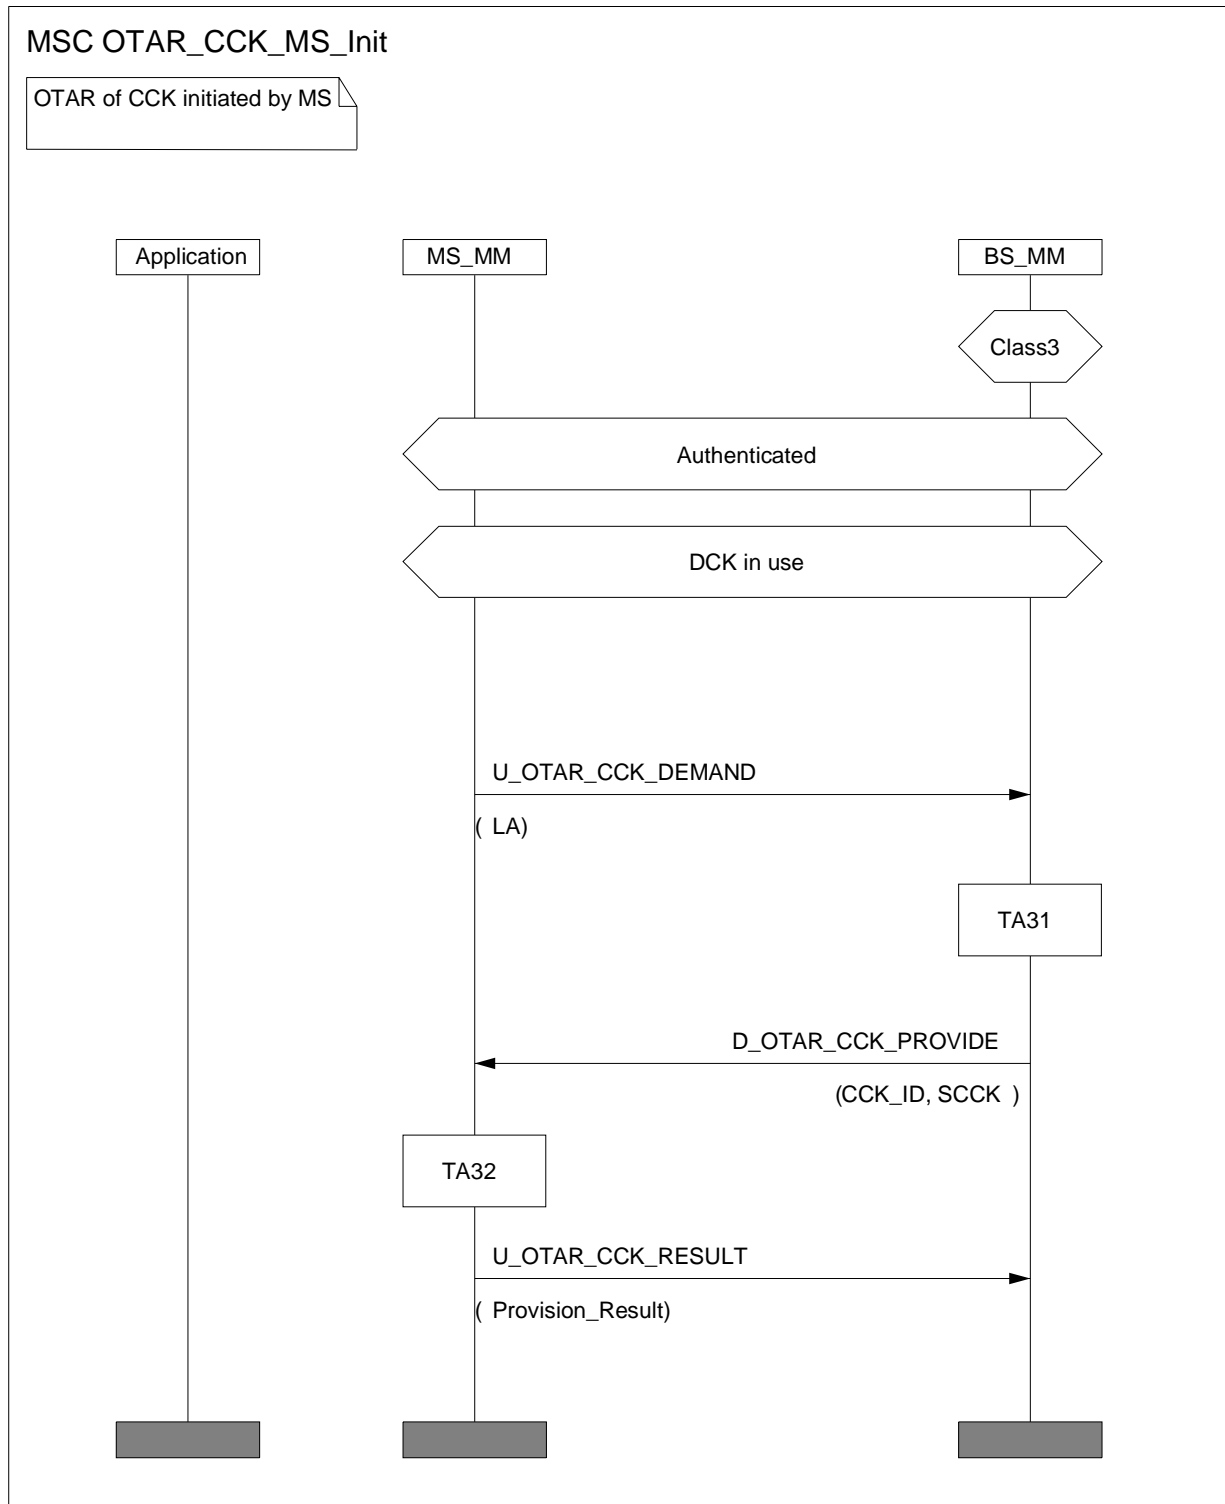 MSC OTAR_CCK_MS_Init
OTAR of CCK initiated by MS
Application
MS_MM
BS_MM
Class3
Authenticated
DCK in use
U_OTAR_CCK_DEMAND
( LA)
TA31
D_OTAR_CCK_PROVIDE
(CCK_ID, SCCK )
TA32
U_OTAR_CCK_RESULT
( Provision_Result)